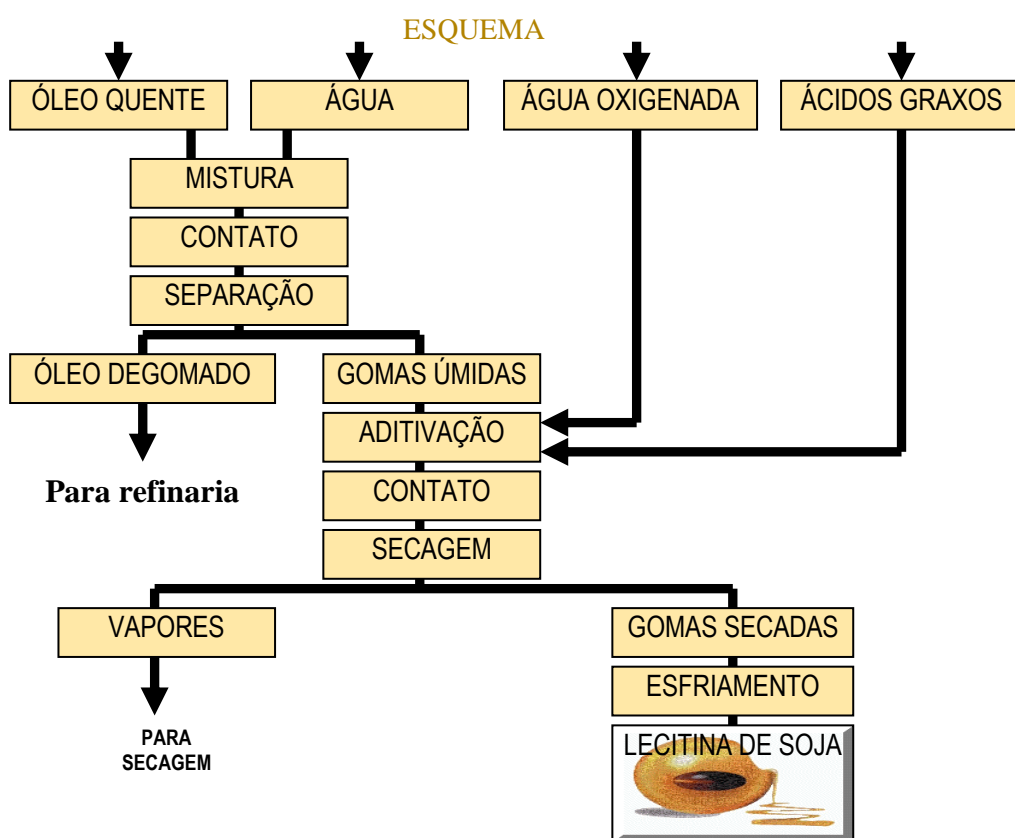 ESQUEMA
ÓLEO QUENTE
ÁGUA
ÁGUA OXIGENADA
ÁCIDOS GRAXOS
MISTURA
CONTATO
SEPARAÇÃO
ÓLEO DEGOMADO
GOMAS ÚMIDAS
ADITIVAÇÃO
Para refinaria
CONTATO
SECAGEM
VAPORES
GOMAS SECADAS
ESFRIAMENTO
PARA
SECAGEM
LECITINA DE SOJA